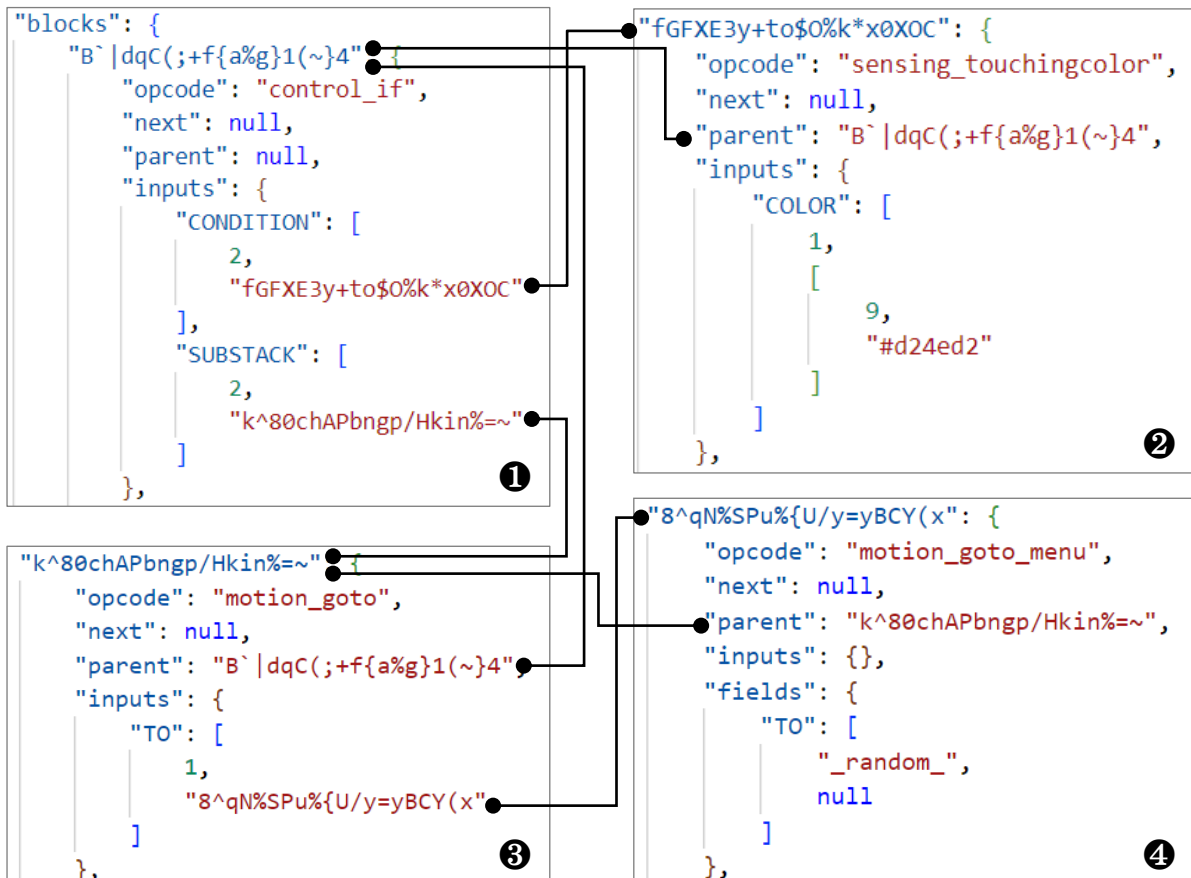 "blocks": {
"B`|dqC(;+f{a%g}1(~}4" {
"opcode": "control_if",
"next": null,
"parent": null,
"inputs": {
"CONDITION": [
2,
"fGFXE3y+to$O%k*x0XOC"
],
"SUBSTACK": [
2,
"k^80chAPbngp/Hkin%=~"
]
},
❶
"fGFXE3y+to$O%k*x0XOC": {
"opcode": "sensing_touchingcolor",
"next": null,
"parent": "B`|dqC(;+f{a%g}1(~}4",
"inputs": {
"COLOR": [
1,
[
9,
"#d24ed2"
]
]
},
❷
"k^80chAPbngp/Hkin%=~" {
"opcode": "motion_goto",
"next": null,
"parent": "B`|dqC(;+f{a%g}1(~}4",
"inputs": {
"TO": [
1,
"8^qN%SPu%{U/y=yBCY(x"
]
},
❸
"8^qN%SPu%{U/y=yBCY(x": {
"opcode": "motion_goto_menu",
"next": null,
"parent": "k^80chAPbngp/Hkin%=~",
"inputs": {},
"fields": {
"TO": [
"_random_",
null
]
},
❹